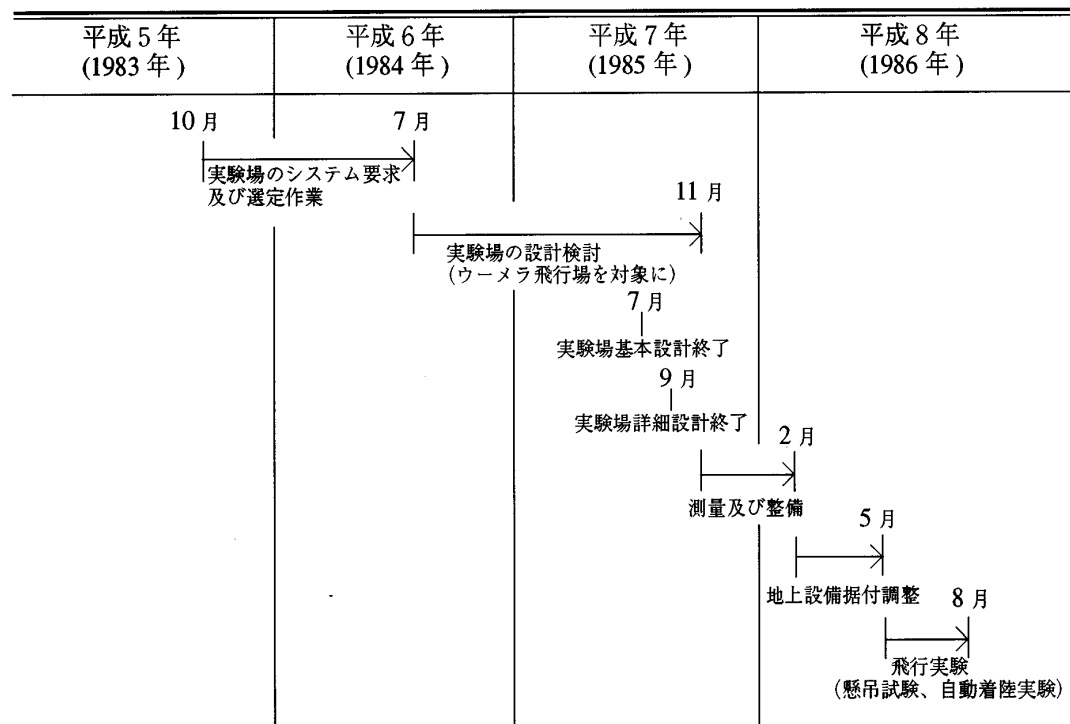 平成5年
(1983年)
平成6年
(1984年)
平成7年
(1985年)
平成8年
(1986年)
10月
7月
実験場のシステム要求
及び選定作業
11月
実験場の設計検討
(ウーメラ飛行場を対象に)
7月
実験場基本設計終了
9月
実験場詳細設計終了
2月
測量及び整備
5月
地上設備据付調整
8月
飛行実験
(懸吊試験、自動着陸実験)